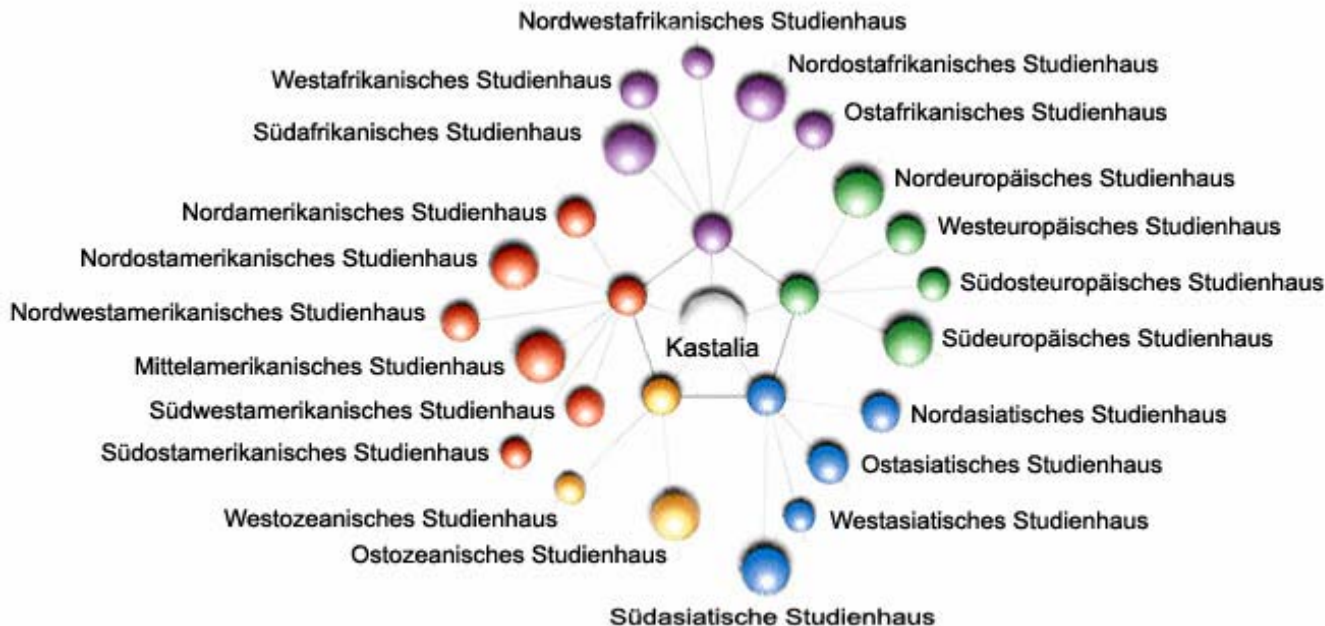 Nordwestafrikanisches Studienhaus
Westafrikanisches Studienhaus
Nordostafrikanisches Studienhaus
Südafrikanisches Studienhaus
Ostafrikanisches Studienhaus
Nordeuropäisches Studienhaus
Nordamerikanisches Studienhaus
Westeuropäisches Studienhaus
Nordostamerikanisches Studienhaus
Südosteuropäisches Studienhaus
Nordwestamerikanisches Studienhaus
Südeuropäisches Studienhaus
Kastalia
Mittelamerikanisches Studienhaus
Südwestamerikanisches Studienhaus
Nordasiatisches Studienhaus
Südostamerikanisches Studienhaus
Ostasiatisches Studienhaus
Westozeanisches Studienhaus
Westasiatisches Studienhaus
Ostozeanisches Studienhaus
Südasiatische Studienhaus